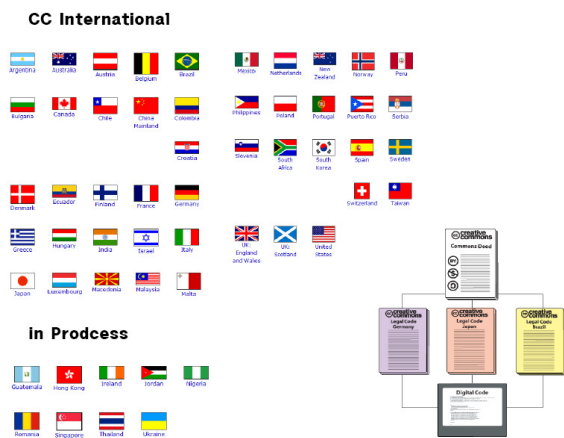 CC International
Argentina Australia Austria Belgium Brazil
Bulgaria Canada Chile China Mainland Colombia
Croatia
Denmark Ecuador Finland France Germany
Greece Hungary India Israel Italy
Japan Luxembourg Macedonia Malaysia Malta
Mexico Netherlands New Zealand Norway Peru
Philippines Poland Portugal Puerto Rico Serbia
Slovenia South Africa South Korea Spain Sweden
Switzerland Taiwan
UK: England and Wales UK: Scotland United States
in Prodcess
Guatemala Hong Kong Ireland Jordan Nigeria
Romania Singapore Thailand Ukraine
creative commons
Commons Deed
BY
creative commons
Legal Code
Germany
creative commons
Legal Code
Japan
creative commons
Legal Code
Brazil
Digital Code